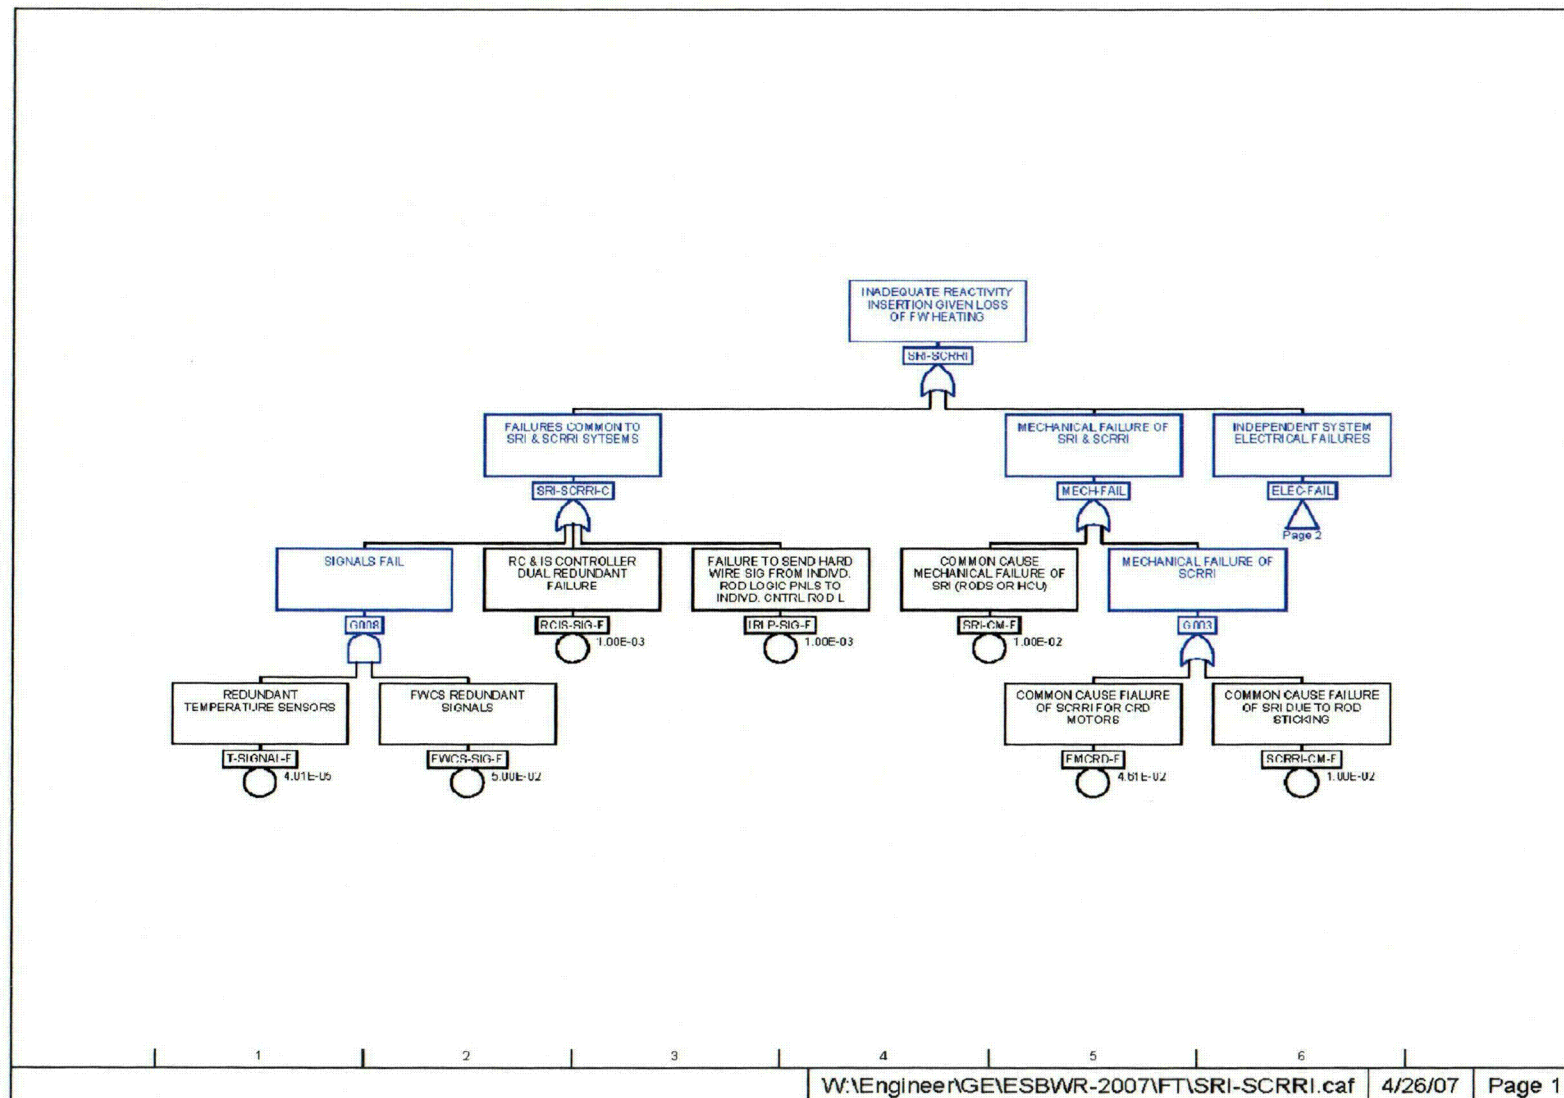 INADEQUATE REACTIVITY
INSERTION GIVEN LOSS
OF FW HEATING
SRI-SCRRI
FAILURES COMMON TO
SRI & SCRRI SYTSEMS
SRI-SCRRI-C
MECHANICAL FAILURE OF
SRI & SCRRI
MECH-FAIL
INDEPENDENT SYSTEM
ELECTRICAL FAILURES
ELEC-FAIL
Page 2
SIGNALS FAIL
G008
RC & IS CONTROLLER
DUAL REDUNDANT
FAILURE
RCIS-SIG-F
1.00E-03
FAILURE TO SEND HARD
WIRE SIG FROM INDIVD.
ROD LOGIC PNLS TO
INDIVD. CNTRL ROD L
IRLP-SIG-F
1.00E-03
COMMON CAUSE
MECHANICAL FAILURE OF
SRI (RODS OR HCU)
SRI-CM-F
1.00E-02
MECHANICAL FAILURE OF
SCRRI
G003
REDUNDANT
TEMPERATURE SENSORS
T-SIGNAL-F
4.01E-05
FWCS REDUNDANT
SIGNALS
FWCS-SIG-F
5.00E-02
COMMON CAUSE FIALURE
OF SCRRI FOR CRD
MOTORS
FMCRD-F
4.61E-02
COMMON CAUSE FAILURE
OF SRI DUE TO ROD
STICKING
SCRRI-CM-F
1.00E-02
1 2 3 4 5 6
W:\Engineer\GE\ESBWR-2007\FT\SRI-SCRRI.caf 4/26/07 Page 1